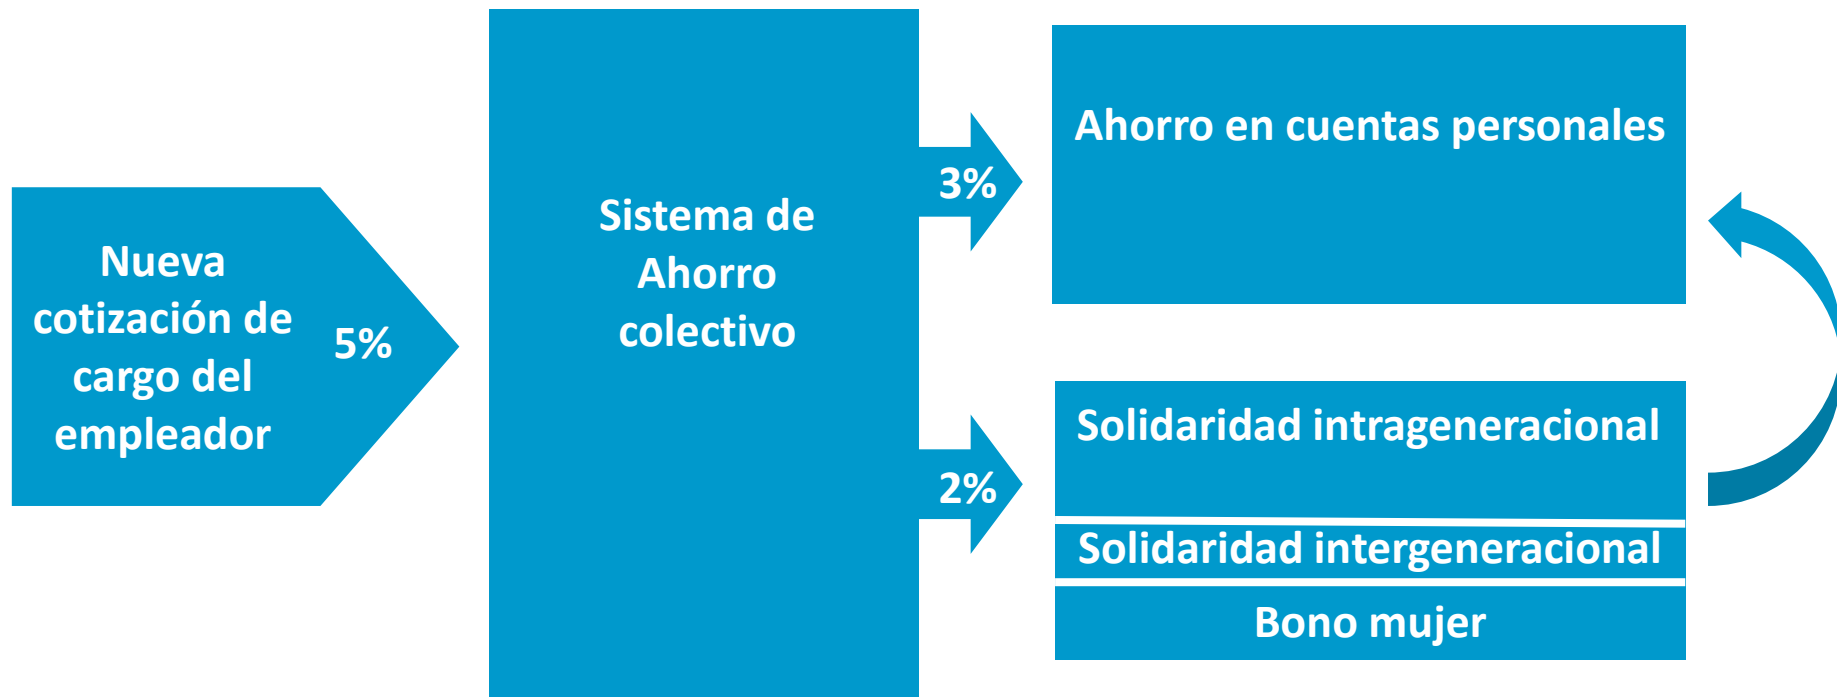 Nueva
cotización de
cargo del
empleador
5%
Sistema de
Ahorro
colectivo
3%
2%
Ahorro en cuentas personales
Solidaridad intrageneracional
Solidaridad intergeneracional
Bono mujer